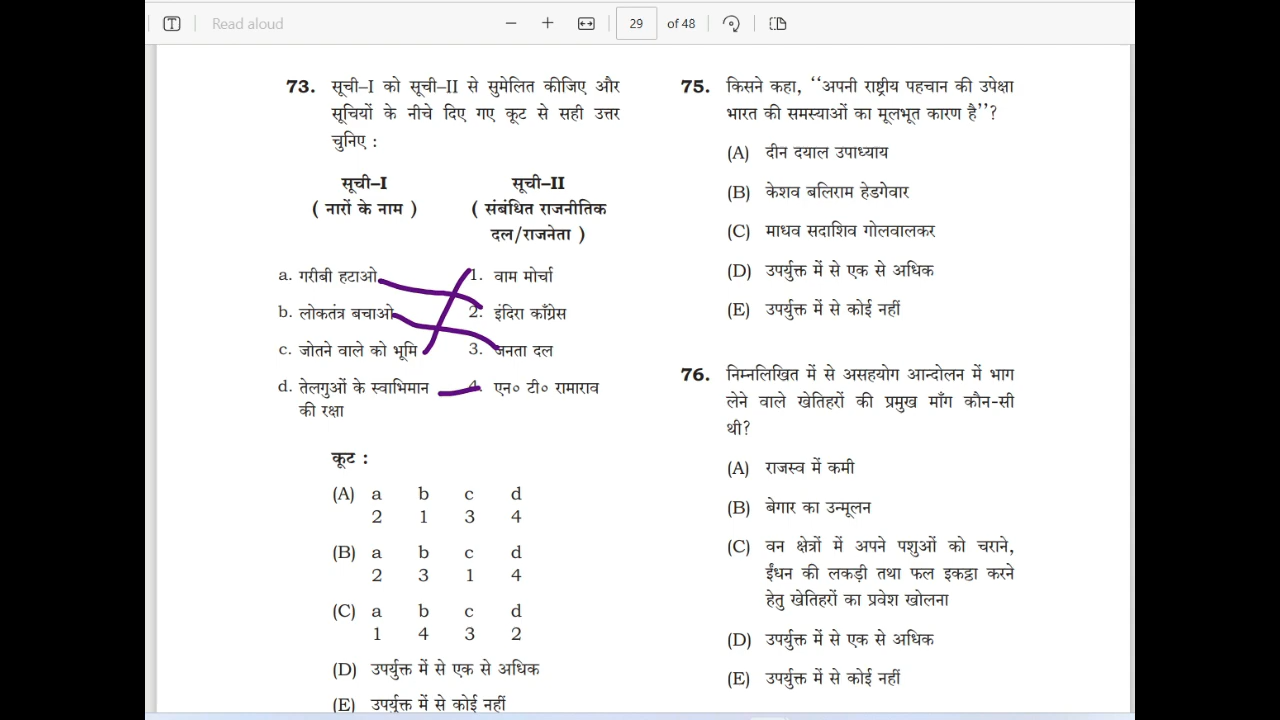 Read aloud
29 of 48
73. सूची–I को सूची–II से सुमेलित कीजिए और
सूचियों के नीचे दिए गए कूट से सही उत्तर
चुनिए :
सूची–I सूची–II
( नारों के नाम ) ( संबंधित राजनीतिक
दल/राजनेता )
a. गरीबी हटाओ 1. वाम मोर्चा
b. लोकतंत्र बचाओ 2. इंदिरा काँग्रेस
c. जोतने वाले को भूमि 3. जनता दल
d. तेलगुओं के स्वाभिमान 4. एन० टी० रामाराव
की रक्षा
कूट :
(A) a b c d
2 1 3 4
(B) a b c d
2 3 1 4
(C) a b c d
1 4 3 2
(D) उपर्युक्त में से एक से अधिक
(E) उपर्युक्त में से कोई नहीं
75. किसने कहा, ‘‘अपनी राष्ट्रीय पहचान की उपेक्षा
भारत की समस्याओं का मूलभूत कारण है’’?
(A) दीन दयाल उपाध्याय
(B) केशव बलिराम हेडगेवार
(C) माधव सदाशिव गोलवालकर
(D) उपर्युक्त में से एक से अधिक
(E) उपर्युक्त में से कोई नहीं
76. निम्नलिखित में से असहयोग आन्दोलन में भाग
लेने वाले खेतिहरों की प्रमुख माँग कौन-सी
थी?
(A) राजस्व में कमी
(B) बेगार का उन्मूलन
(C) वन क्षेत्रों में अपने पशुओं को चराने,
ईंधन की लकड़ी तथा फल इकट्ठा करने
हेतु खेतिहरों का प्रवेश खोलना
(D) उपर्युक्त में से एक से अधिक
(E) उपर्युक्त में से कोई नहीं